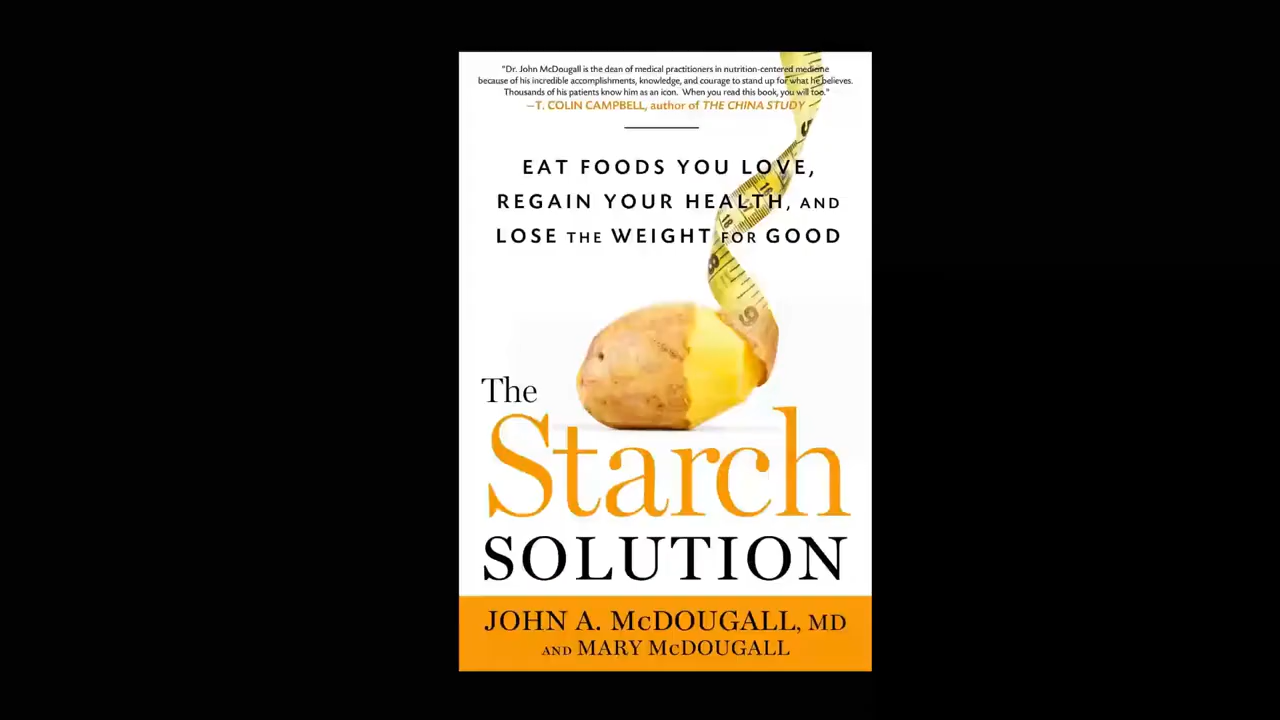 "Dr. John McDougall is the dean of medical practitioners in nutrition-centered medicine
because of his incredible accomplishments, knowledge, and courage to stand up for what he believes.
Thousands of his patients know him as an icon. When you read this book, you will too."
—T. COLIN CAMPBELL, author of THE CHINA STUDY
EAT FOODS YOU LOVE,
REGAIN YOUR HEALTH, AND
LOSE THE WEIGHT FOR GOOD
The
Starch
SOLUTION
JOHN A. McDOUGALL, MD
AND MARY McDOUGALL